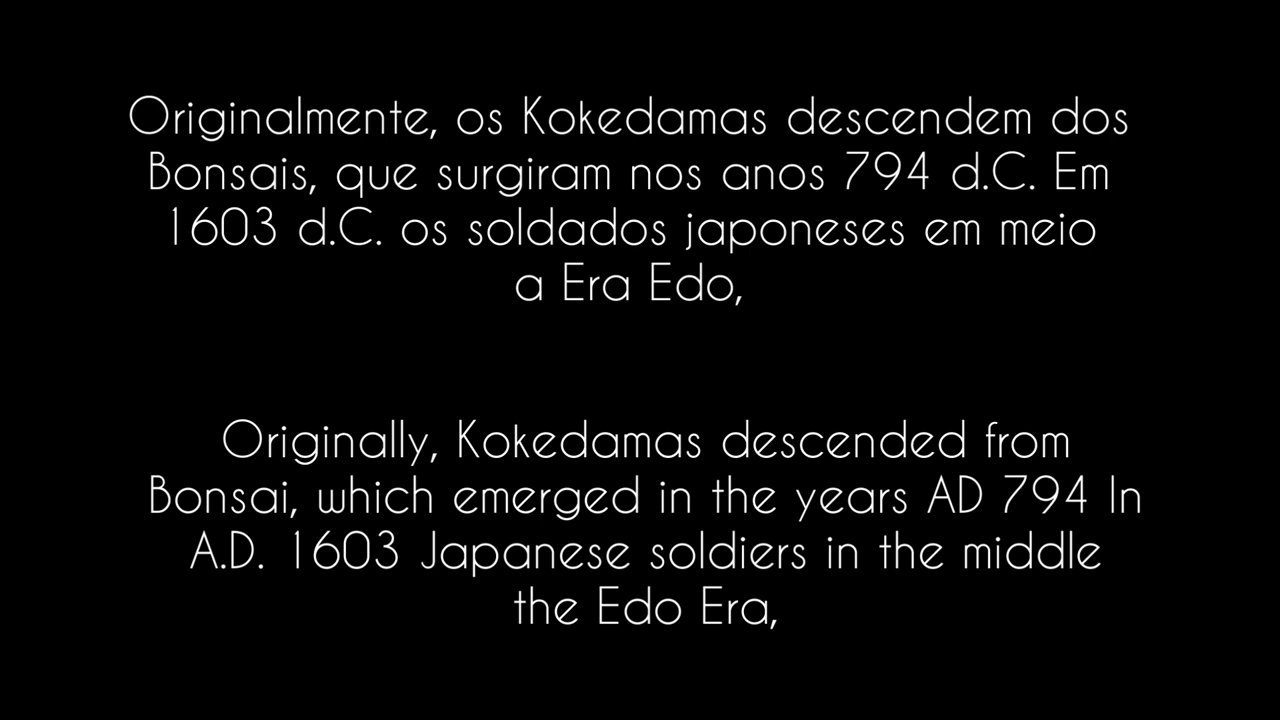 Originalmente, os Kokedamas descendem dos
Bonsais, que surgiram nos anos 794 d.C. Em
1603 d.C. os soldados japoneses em meio
a Era Edo,
Originally, Kokedamas descended from
Bonsai, which emerged in the years AD 794 In
A.D. 1603 Japanese soldiers in the middle
the Edo Era,